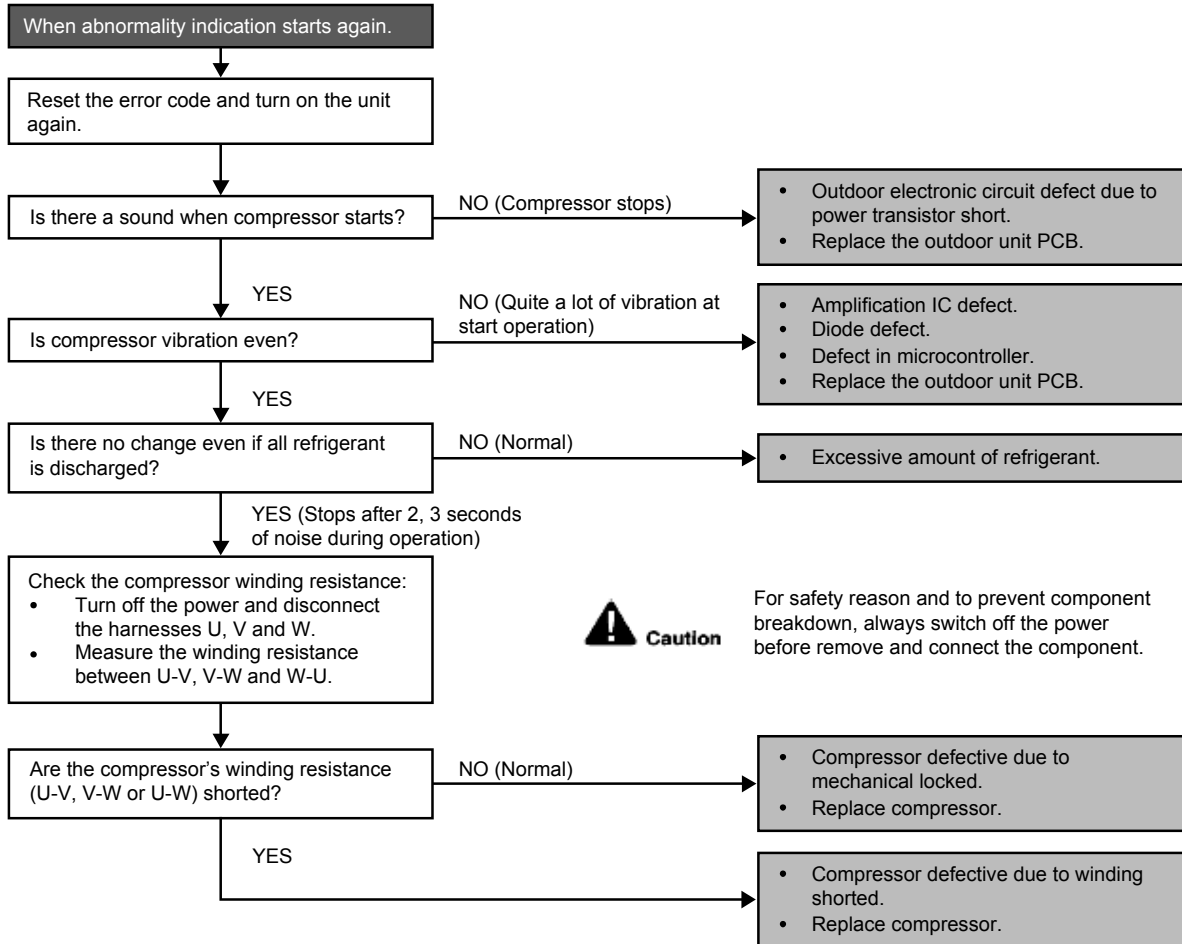 When abnormality indication starts again.
Reset the error code and turn on the unit
again.
Is there a sound when compressor starts?
NO (Compressor stops)
• Outdoor electronic circuit defect due to
power transistor short.
• Replace the outdoor unit PCB.
YES
Is compressor vibration even?
NO (Quite a lot of vibration at
start operation)
• Amplification IC defect.
• Diode defect.
• Defect in microcontroller.
• Replace the outdoor unit PCB.
YES
Is there no change even if all refrigerant
is discharged?
NO (Normal)
• Excessive amount of refrigerant.
YES (Stops after 2, 3 seconds
of noise during operation)
Check the compressor winding resistance:
• Turn off the power and disconnect
the harnesses U, V and W.
• Measure the winding resistance
between U-V, V-W and W-U.
Caution
For safety reason and to prevent component
breakdown, always switch off the power
before remove and connect the component.
Are the compressor's winding resistance
(U-V, V-W or U-W) shorted?
NO (Normal)
• Compressor defective due to
mechanical locked.
• Replace compressor.
YES
• Compressor defective due to winding
shorted.
• Replace compressor.